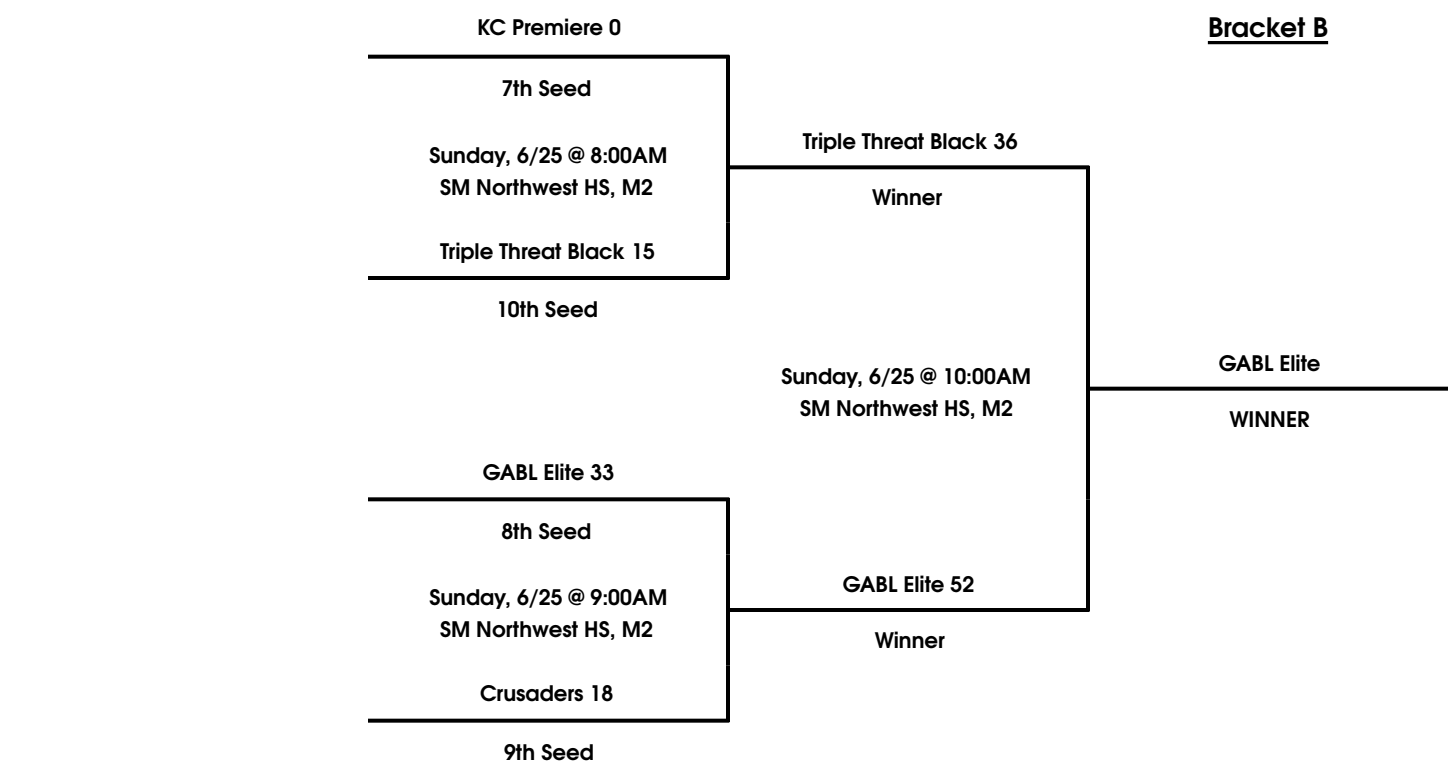 KC Premiere 0
Bracket B
7th Seed
Sunday, 6/25 @ 8:00AM
SM Northwest HS, M2
Triple Threat Black 15
10th Seed
Triple Threat Black 36
Winner
Sunday, 6/25 @ 10:00AM
SM Northwest HS, M2
GABL Elite
WINNER
GABL Elite 33
8th Seed
Sunday, 6/25 @ 9:00AM
SM Northwest HS, M2
Crusaders 18
9th Seed
GABL Elite 52
Winner